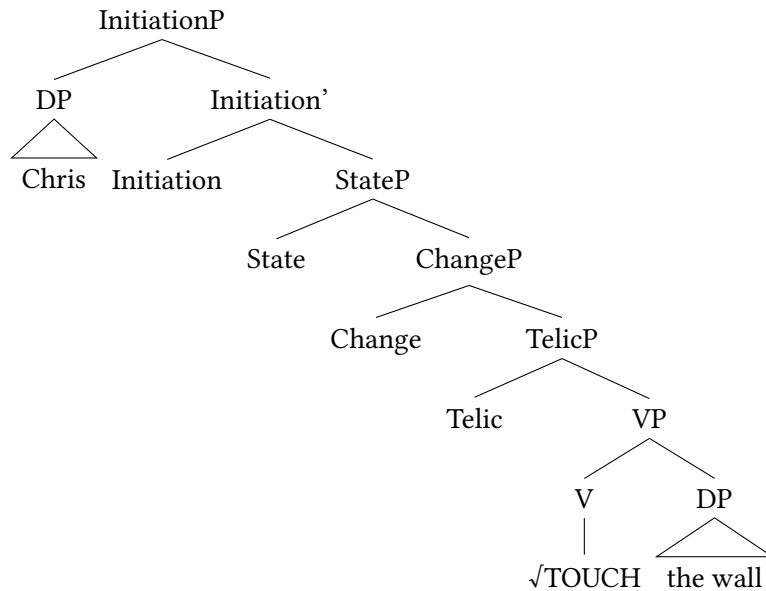 InitiationP
DP Initiation’
Chris Initiation StateP
State ChangeP
Change TelicP
Telic VP
V DP
√TOUCH the wall